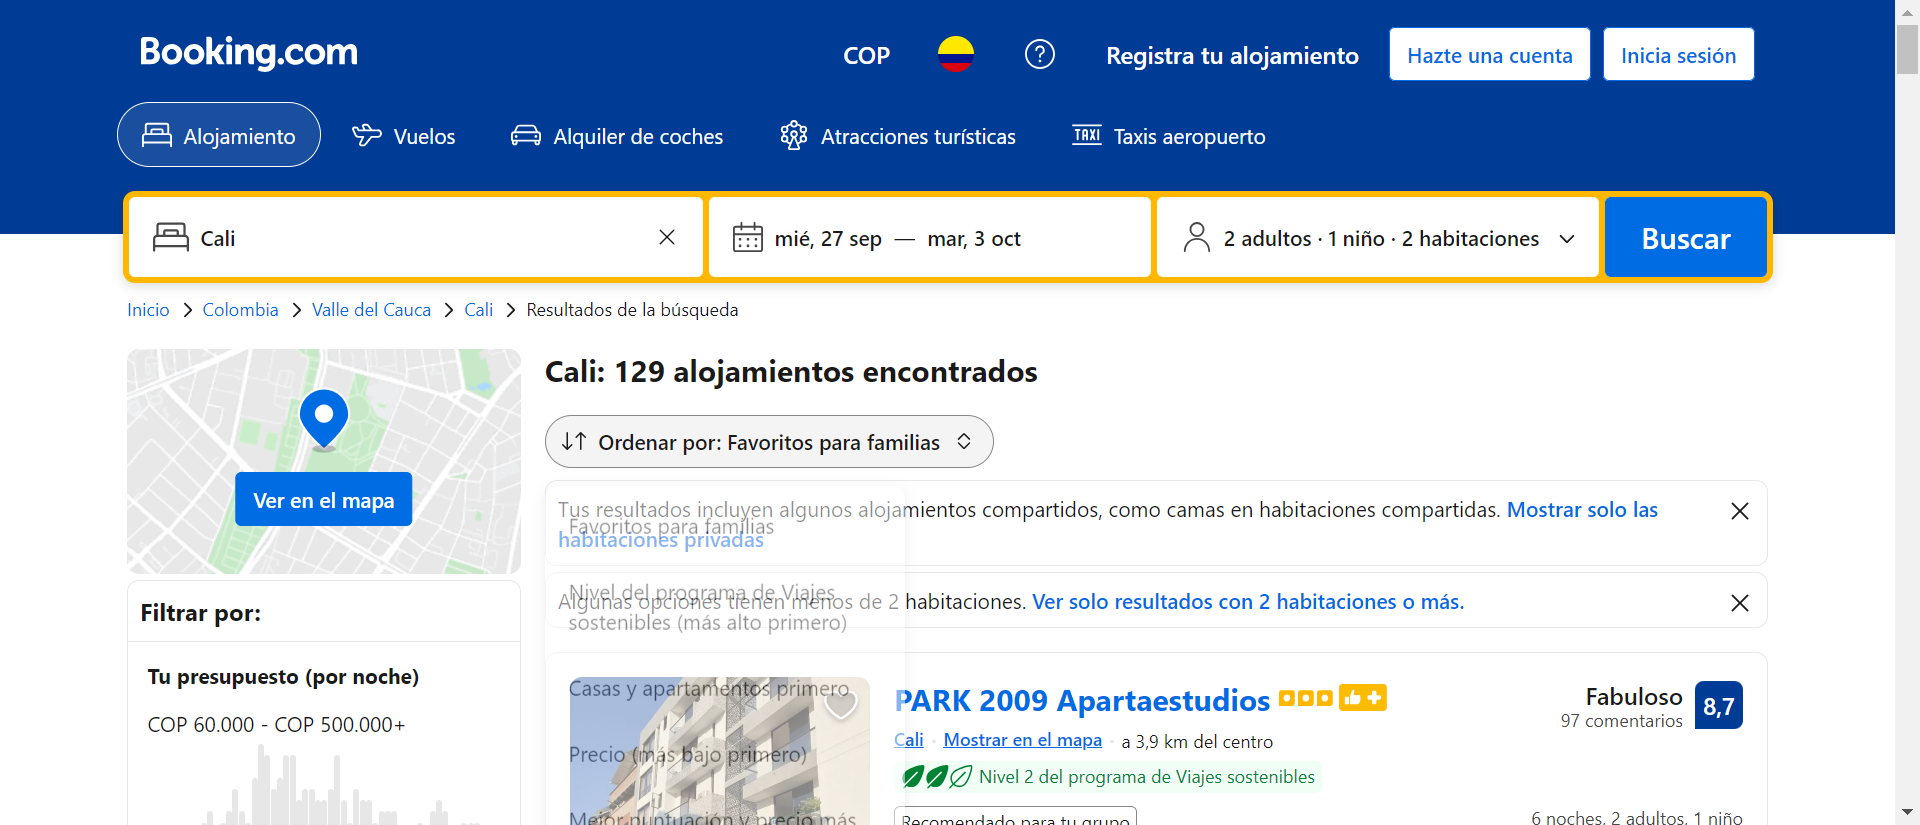 Booking.com
COP
Registra tu alojamiento
Hazte una cuenta
Inicia sesión
Alojamiento
Vuelos
Alquiler de coches
Atracciones turísticas
TAXI
Taxis aeropuerto
Cali
mié, 27 sep — mar, 3 oct
2 adultos · 1 niño · 2 habitaciones
Buscar
Inicio > Colombia > Valle del Cauca > Cali > Resultados de la búsqueda
Ver en el mapa
Filtrar por:
Tu presupuesto (por noche)
COP 60.000 - COP 500.000+
Cali: 129 alojamientos encontrados
Ordenar por: Favoritos para familias
Tus resultados incluyen algunos alojamientos compartidos, como camas en habitaciones compartidas. Mostrar solo las
habitaciones privadas
Favoritos para familias
Algunas opciones tienen menos de 2 habitaciones. Ver solo resultados con 2 habitaciones o más.
Nivel del programa de Viajes
sostenibles (más alto primero)
Casas y apartamentos primero
Precio (más bajo primero)
Mejor puntuación y precio más
PARK 2009 Apartaestudios
Cali · Mostrar en el mapa · a 3,9 km del centro
Nivel 2 del programa de Viajes sostenibles
Recomendado para tu grupo
Fabuloso
97 comentarios
8,7
6 noches, 2 adultos, 1 niño